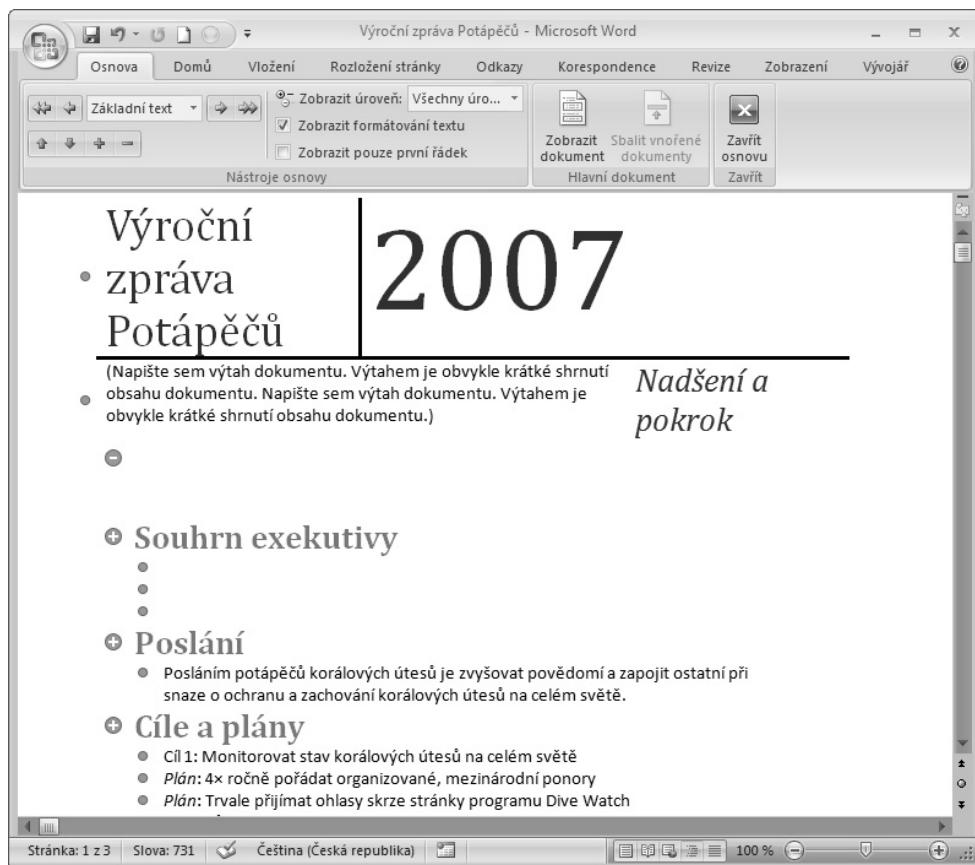 Výroční zpráva Potápěčů - Microsoft Word
Osnova Domů Vložení Rozložení stránky Odkazy Korespondence Revize Zobrazení Vývojář
Základní text
Zobrazit úroveň: Všechny úro...
Zobrazit formátování textu
Zobrazit pouze první řádek
Nástroje osnovy
Zobrazit dokument
Sbalit vnořené dokumenty
Hlavní dokument
Zavřít osnovu
Zavřít
Výroční
zpráva
Potápěčů
2007
(Napište sem výtah dokumentu. Výtahem je obvykle krátké shrnutí
obsahu dokumentu. Napište sem výtah dokumentu. Výtahem je
obvykle krátké shrnutí obsahu dokumentu.)
Nadšení a
pokrok
Souhrn exekutivy
Poslání
Posláním potápěčů korálových útesů je zvyšovat povědomí a zapojit ostatní při
snaze o ochranu a zachování korálových útesů na celém světě.
Cíle a plány
Cíl 1: Monitorovat stav korálových útesů na celém světě
Plán: 4× ročně pořádat organizované, mezinárodní ponory
Plán: Trvale přijímat ohlasy skrze stránky programu Dive Watch
Stránka: 1 z 3 Slova: 731 Čeština (Česká republika) 100 %